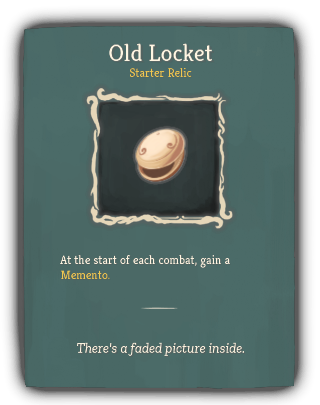 Old Locket
Starter Relic
At the start of each combat, gain a
Memento.
There's a faded picture inside.